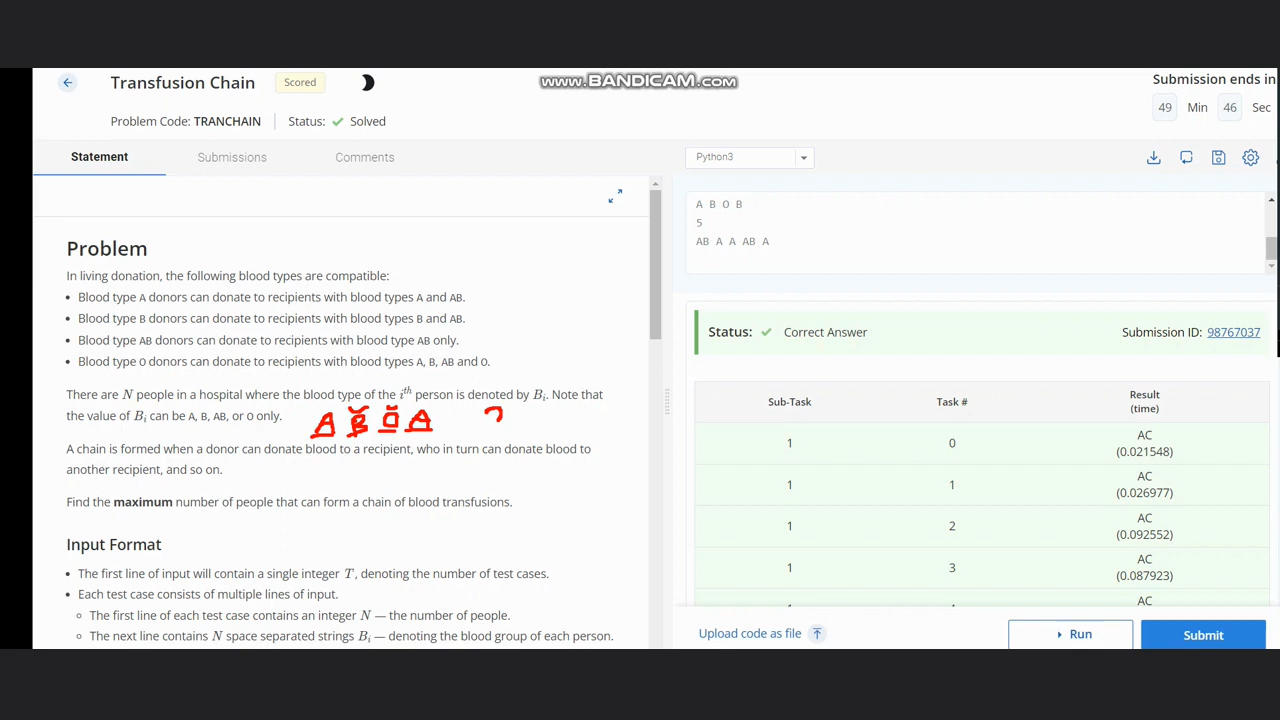 www.BANDICAM.com
Transfusion Chain
Scored
Submission ends in
49 Min 46 Sec
Problem Code: TRANCHAIN
Status: ✓ Solved
Statement
Submissions
Comments
Python3
A B O B
5
AB A A AB A
Problem
In living donation, the following blood types are compatible:
• Blood type A donors can donate to recipients with blood types A and AB.
• Blood type B donors can donate to recipients with blood types B and AB.
• Blood type AB donors can donate to recipients with blood type AB only.
• Blood type O donors can donate to recipients with blood types A, B, AB and O.
There are N people in a hospital where the blood type of the i^th person is denoted by B_i. Note that
the value of B_i can be A, B, AB, or O only.
A B O A
A chain is formed when a donor can donate blood to a recipient, who in turn can donate blood to
another recipient, and so on.
Find the maximum number of people that can form a chain of blood transfusions.
Input Format
• The first line of input will contain a single integer T, denoting the number of test cases.
• Each test case consists of multiple lines of input.
◦ The first line of each test case contains an integer N — the number of people.
◦ The next line contains N space separated strings B_i — denoting the blood group of each person.
Status: ✓ Correct Answer
Submission ID: 98767037
Sub-Task Task # Result
(time)
1 0 AC
(0.021548)
1 1 AC
(0.026977)
1 2 AC
(0.092552)
1 3 AC
(0.087923)
AC
Upload code as file
Run
Submit